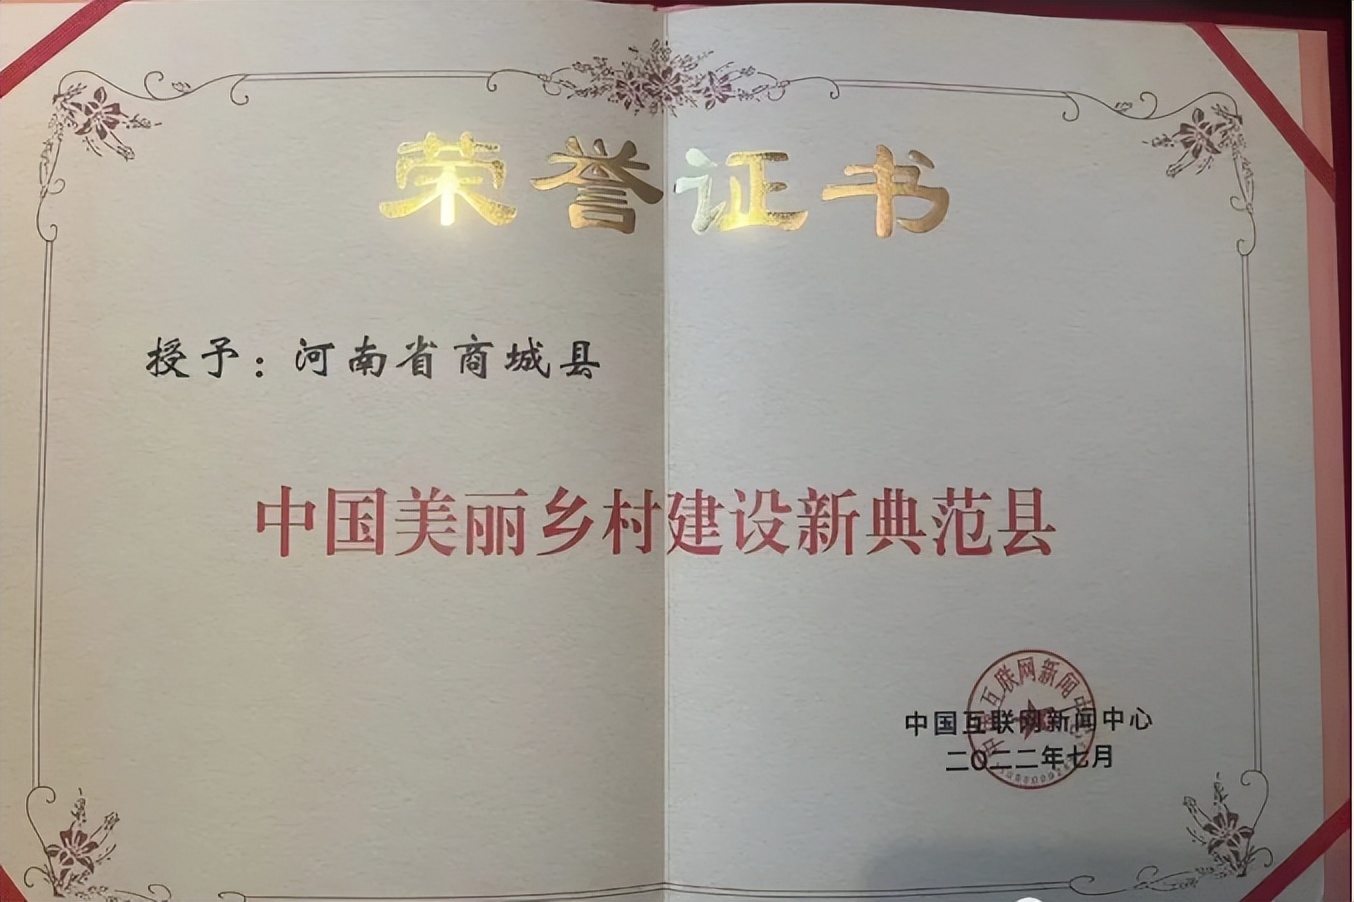 荣誉证书
授予：河南省商城县
中国美丽乡村建设新典范县
中国互联网新闻中心
二〇二二年七月